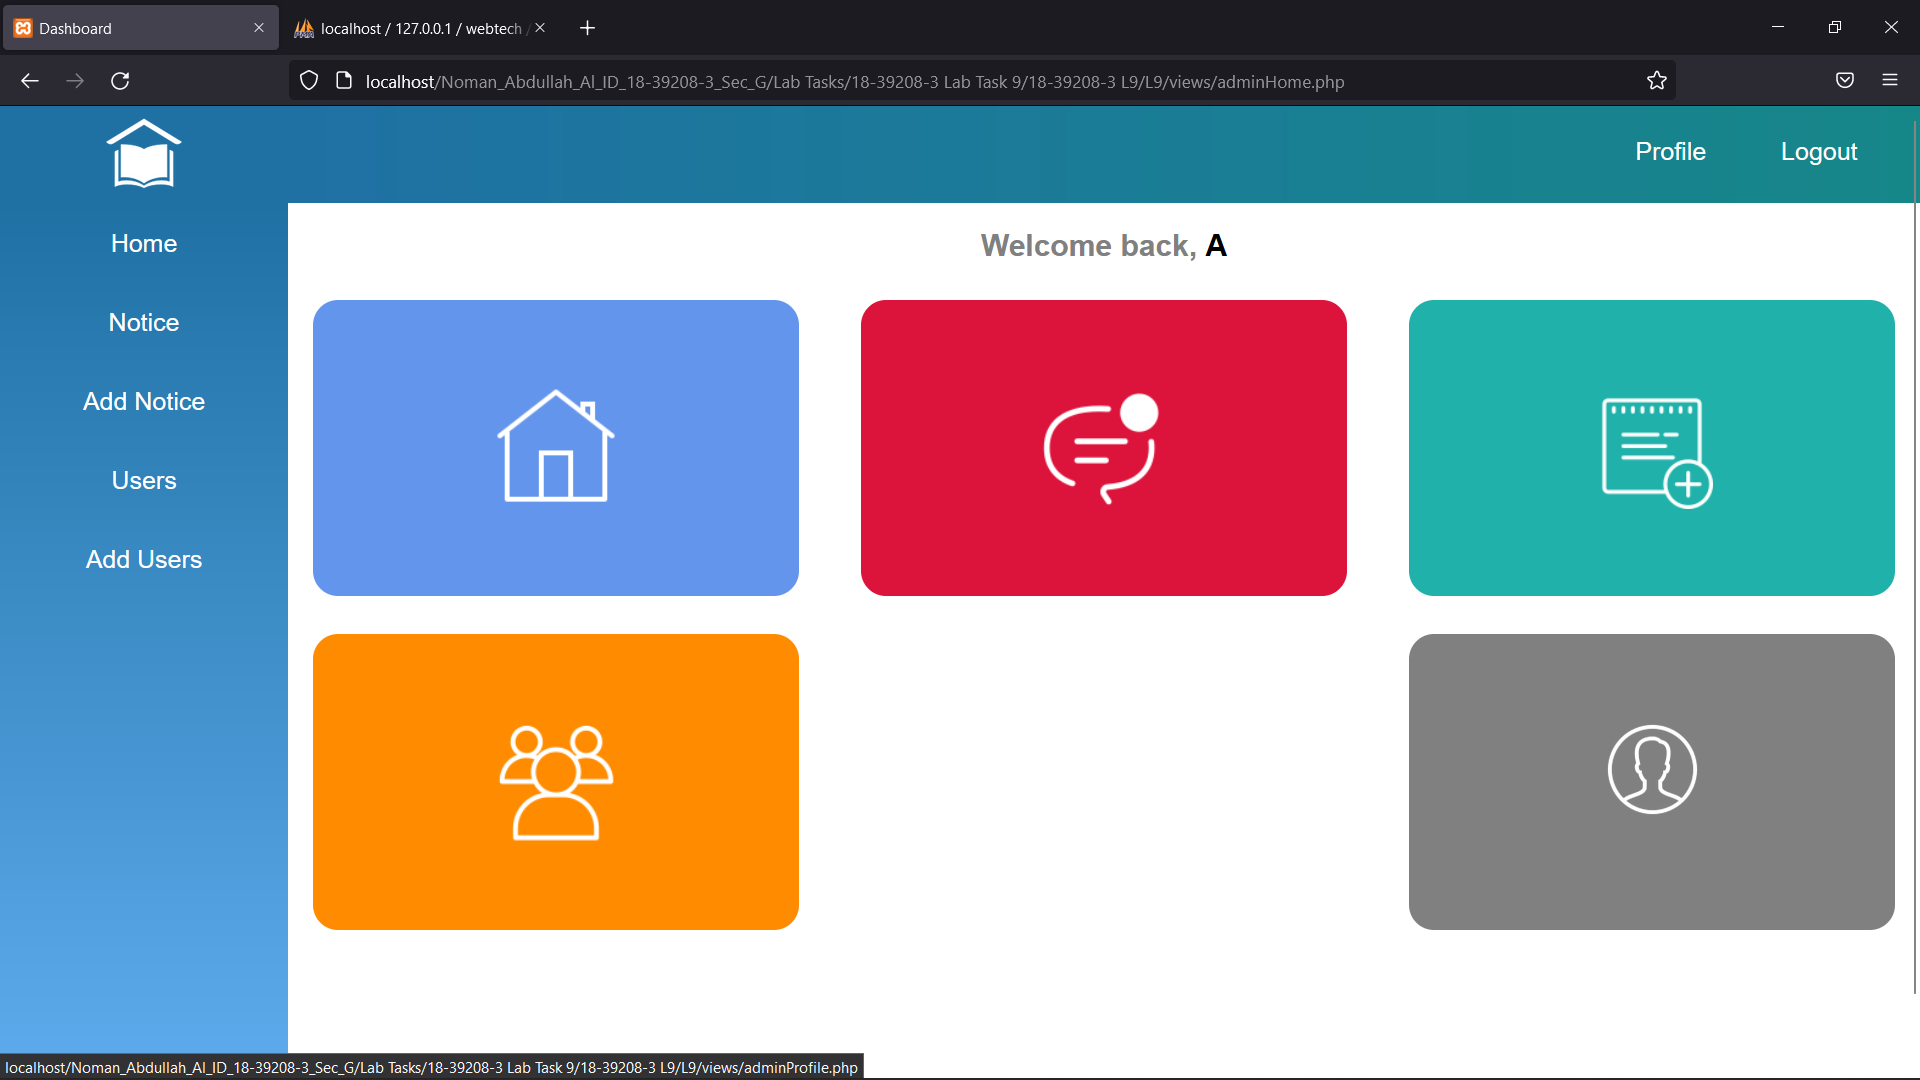 Dashboard
localhost / 127.0.0.1 / webtech /
localhost/Noman_Abdullah_Al_ID_18-39208-3_Sec_G/Lab Tasks/18-39208-3 Lab Task 9/18-39208-3 L9/L9/views/adminHome.php
Profile
Logout
Home
Notice
Add Notice
Users
Add Users
Welcome back, A
localhost/Noman_Abdullah_Al_ID_18-39208-3_Sec_G/Lab Tasks/18-39208-3 Lab Task 9/18-39208-3 L9/L9/views/adminProfile.php